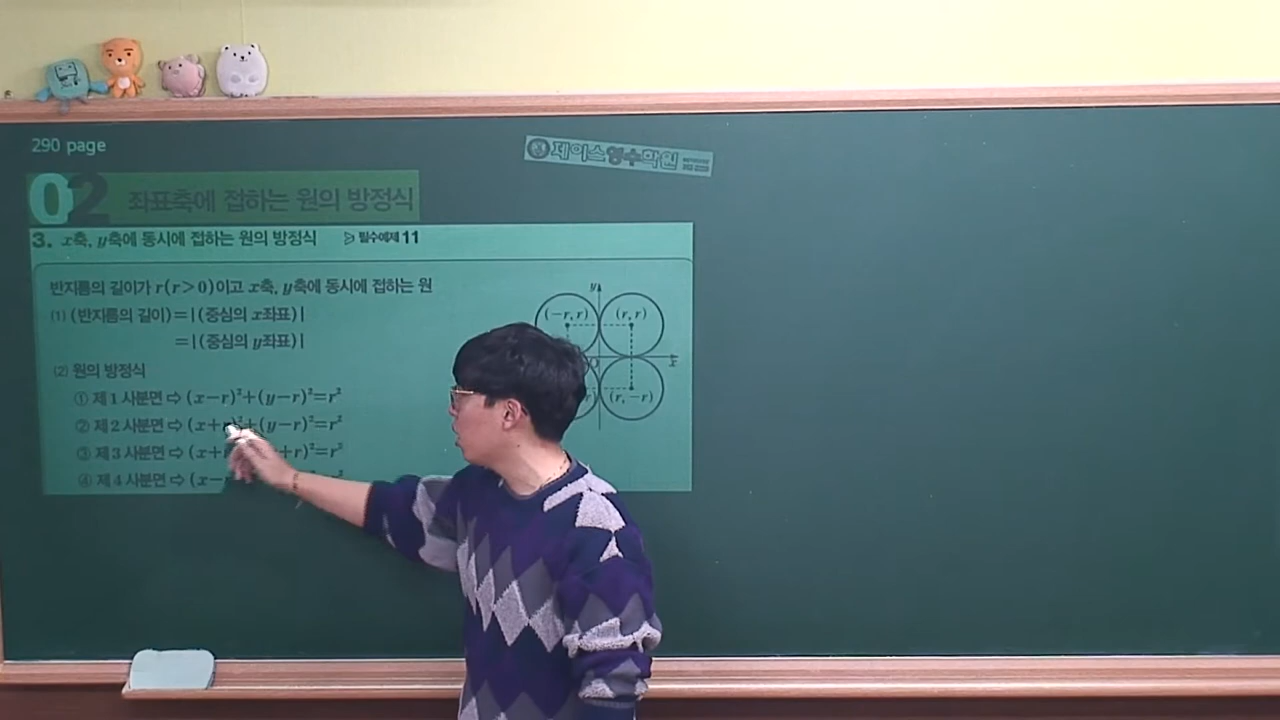 290 page
제이스영수학원
02 좌표축에 접하는 원의 방정식
3. x축, y축에 동시에 접하는 원의 방정식 필수예제 11
반지름의 길이가 r(r>0)이고 x축, y축에 동시에 접하는 원
(1) (반지름의 길이)=|(중심의 x좌표)|
=|(중심의 y좌표)|
(2) 원의 방정식
① 제1사분면 ⇨ (x−r)²+(y−r)²=r²
② 제2사분면 ⇨ (x+r)²+(y−r)²=r²
③ 제3사분면 ⇨ (x+r +r)²=r²
④ 제4사분면 ⇨ (x−r r²
y
(−r, r) (r, r)
O x
r) (r, −r)